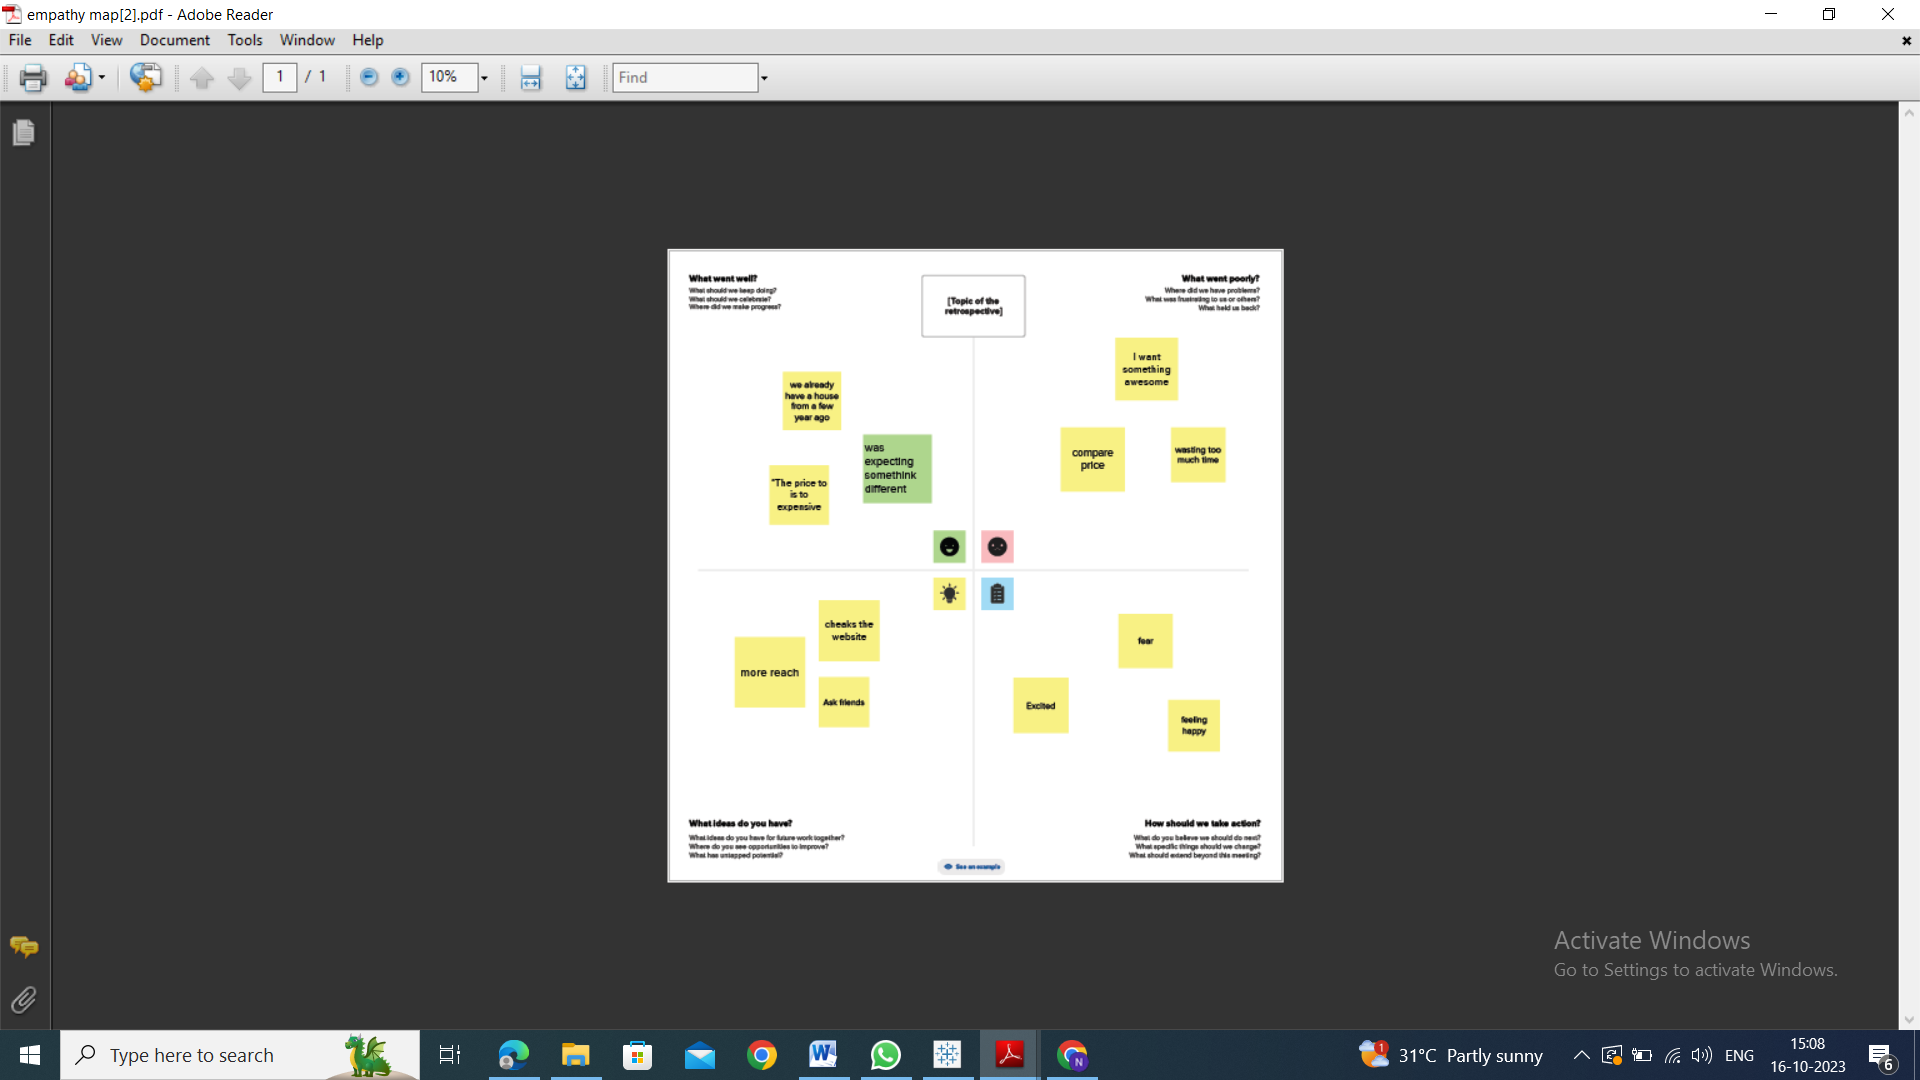 empathy map[2].pdf - Adobe Reader
File Edit View Document Tools Window Help
1 / 1 10% Find
What went well?
What should we keep doing?
What should we celebrate?
Where did we make progress?
[Topic of the
retrospective]
What went poorly?
Where did we have problems?
What was frustrating to us or others?
What held us back?
we already
have a house
from a few
year ago
was
expecting
somethink
different
"The price to
is to
expensive
I want
something
awesome
compare
price
wasting too
much time
cheaks the
website
more reach
Ask friends
fear
Excited
feeling
happy
What ideas do you have?
What ideas do you have for future work together?
Where do you see opportunities to improve?
What has untapped potential?
How should we take action?
What do you believe we should do next?
What specific things should we change?
What should extend beyond this meeting?
See an example
Activate Windows
Go to Settings to activate Windows.
Type here to search
31°C Partly sunny
ENG
15:08
16-10-2023
6